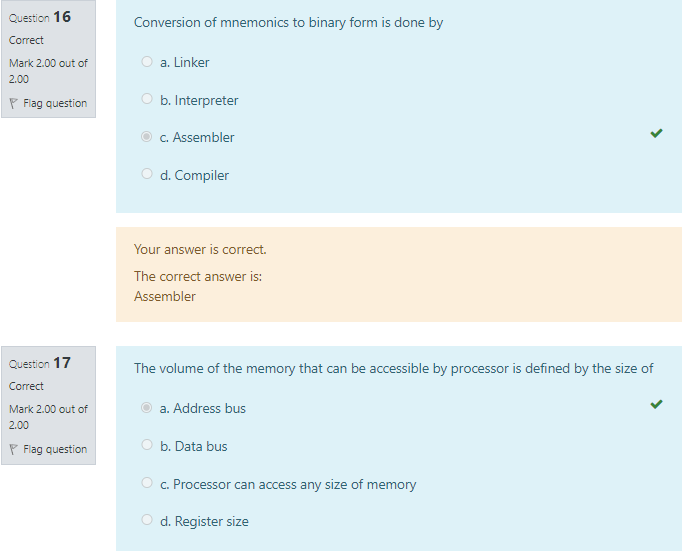 Question 16
Correct
Mark 2.00 out of
2.00
Flag question
Conversion of mnemonics to binary form is done by
a. Linker
b. Interpreter
c. Assembler
d. Compiler
Your answer is correct.
The correct answer is:
Assembler
Question 17
Correct
Mark 2.00 out of
2.00
Flag question
The volume of the memory that can be accessible by processor is defined by the size of
a. Address bus
b. Data bus
c. Processor can access any size of memory
d. Register size